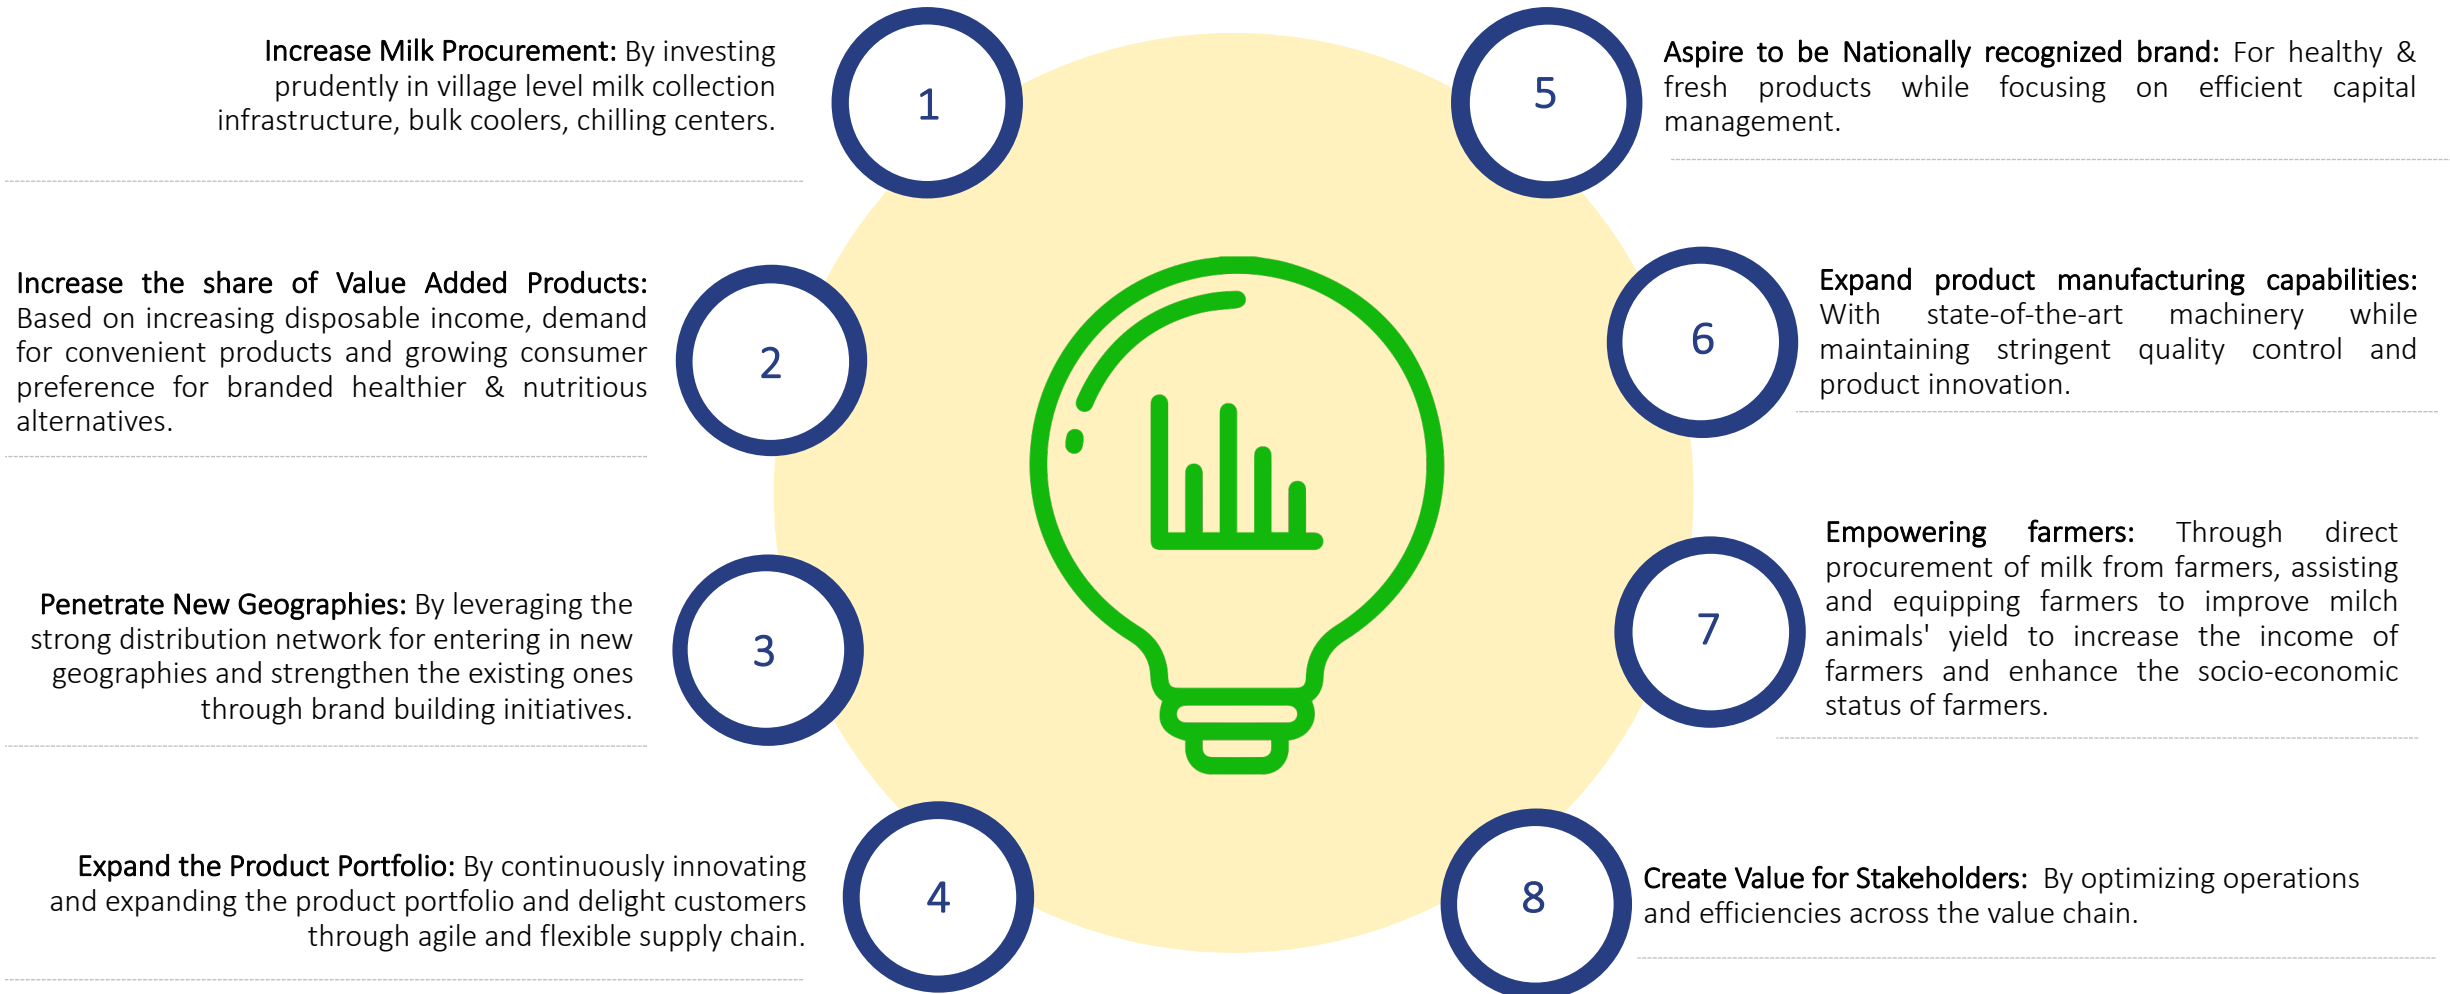 1
Increase Milk Procurement: By investing
prudently in village level milk collection
infrastructure, bulk coolers, chilling centers.
2
Increase the share of Value Added Products:
Based on increasing disposable income, demand
for convenient products and growing consumer
preference for branded healthier & nutritious
alternatives.
3
Penetrate New Geographies: By leveraging the
strong distribution network for entering in new
geographies and strengthen the existing ones
through brand building initiatives.
4
Expand the Product Portfolio: By continuously innovating
and expanding the product portfolio and delight customers
through agile and flexible supply chain.
5
Aspire to be Nationally recognized brand: For healthy &
fresh products while focusing on efficient capital
management.
6
Expand product manufacturing capabilities:
With state-of-the-art machinery while
maintaining stringent quality control and
product innovation.
7
Empowering farmers: Through direct
procurement of milk from farmers, assisting
and equipping farmers to improve milch
animals' yield to increase the income of
farmers and enhance the socio-economic
status of farmers.
8
Create Value for Stakeholders: By optimizing operations
and efficiencies across the value chain.